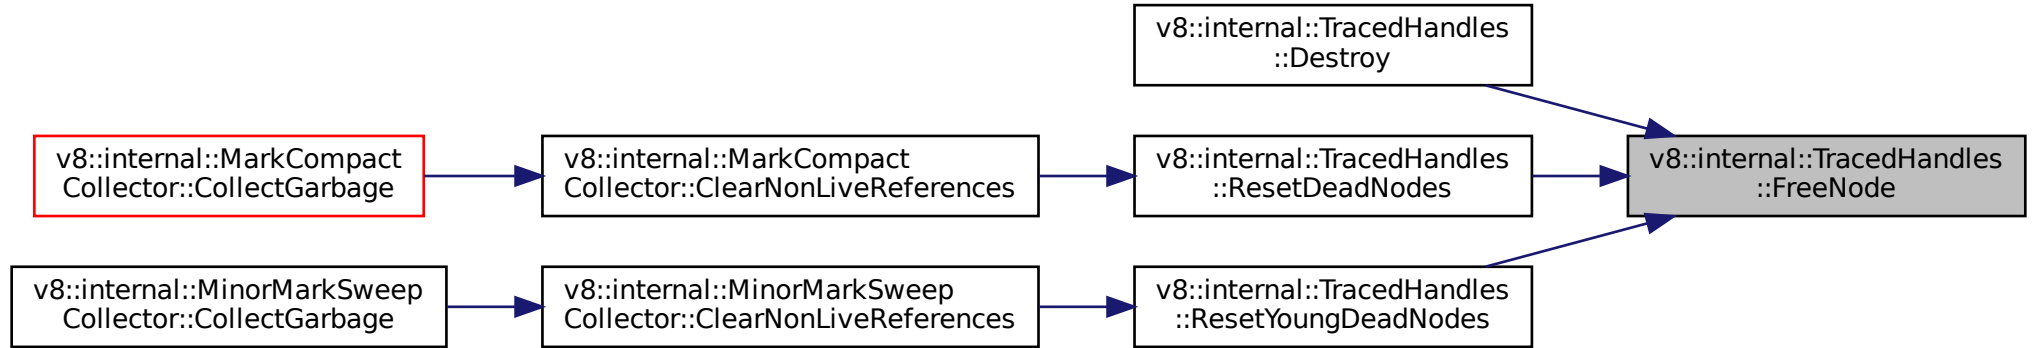 v8::internal::TracedHandles
::Destroy
v8::internal::MarkCompact
Collector::CollectGarbage
v8::internal::MarkCompact
Collector::ClearNonLiveReferences
v8::internal::TracedHandles
::ResetDeadNodes
v8::internal::TracedHandles
::FreeNode
v8::internal::MinorMarkSweep
Collector::CollectGarbage
v8::internal::MinorMarkSweep
Collector::ClearNonLiveReferences
v8::internal::TracedHandles
::ResetYoungDeadNodes